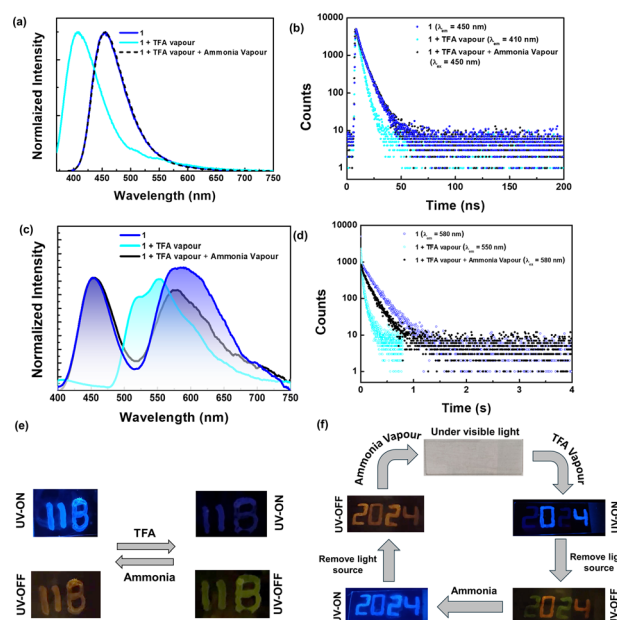 (a)
1
1 + TFA vapour
1 + TFA vapour + Ammonia Vapour
Normlaized Intensity
400 450 500 550 600 650 700 750
Wavelength (nm)
(b)
10000
1000
100
10
1
Counts
1 (λem = 450 nm)
1 + TFA vapour (λem = 410 nm)
1 + TFA vapour + Ammonia Vapour
(λem = 450 nm)
0 50 100 150 200
Time (ns)
(c)
1
1 + TFA vapour
1 + TFA vapour + Ammonia Vapour
Normalized Intensity
400 450 500 550 600 650 700 750
Wavelength (nm)
(d)
10000
1000
100
10
1
Counts
1 (λem = 580 nm)
1 + TFA vapour (λem = 550 nm)
1 + TFA vapour + Ammonia Vapour (λem = 580 nm)
0 1 2 3 4
Time (s)
(e)
UV-ON
118
118
UV-ON
TFA
Ammonia
UV-OFF
118
118
UV-OFF
(f)
Under visible light
Ammonia Vapour
TFA Vapour
UV-OFF
2024
2024
UV-ON
Remove light
source
Remove light
source
UV-ON
2024
Ammonia
2024
UV-OFF